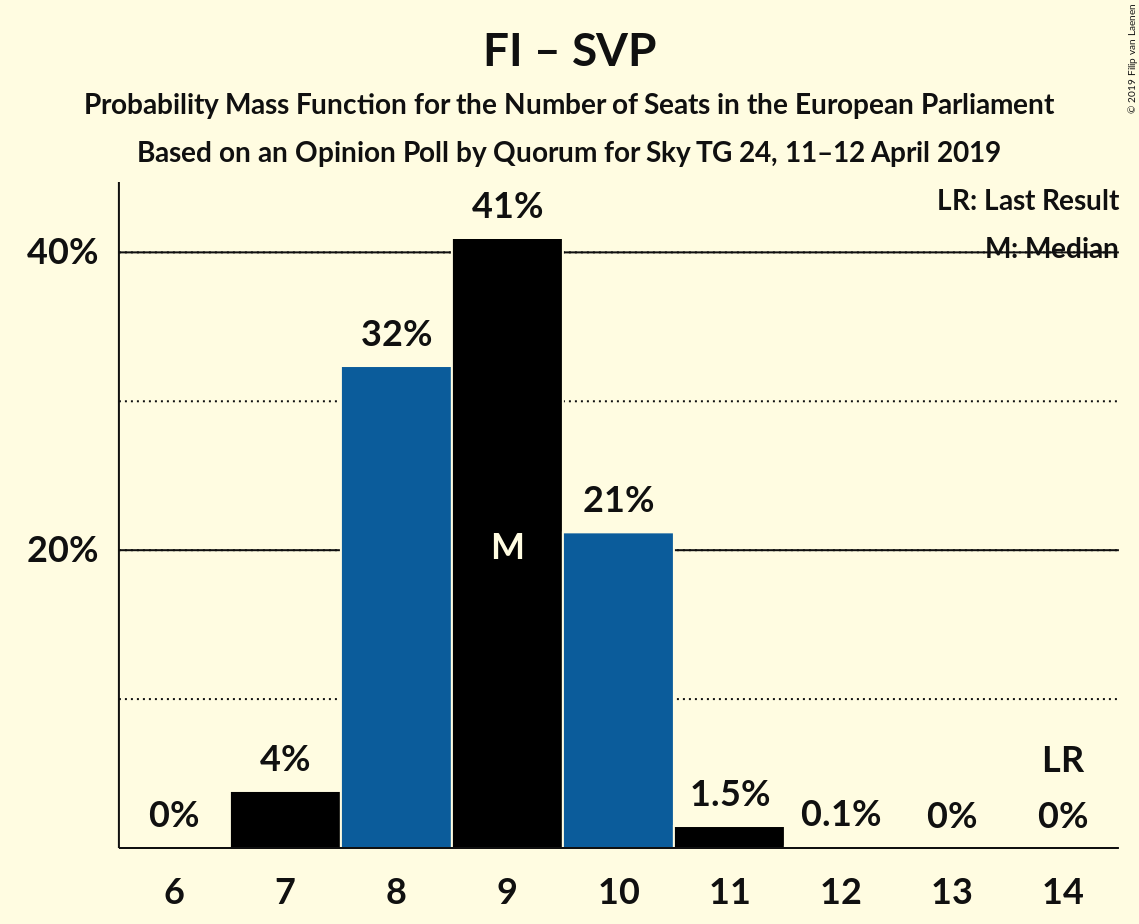 FI – SVP
Probability Mass Function for the Number of Seats in the European Parliament
Based on an Opinion Poll by Quorum for Sky TG 24, 11–12 April 2019
© 2019 Filip van Laenen
LR: Last Result
M: Median
40%
20%
0%
4%
32%
41%
M
21%
1.5%
0.1%
0%
LR
0%
6 7 8 9 10 11 12 13 14